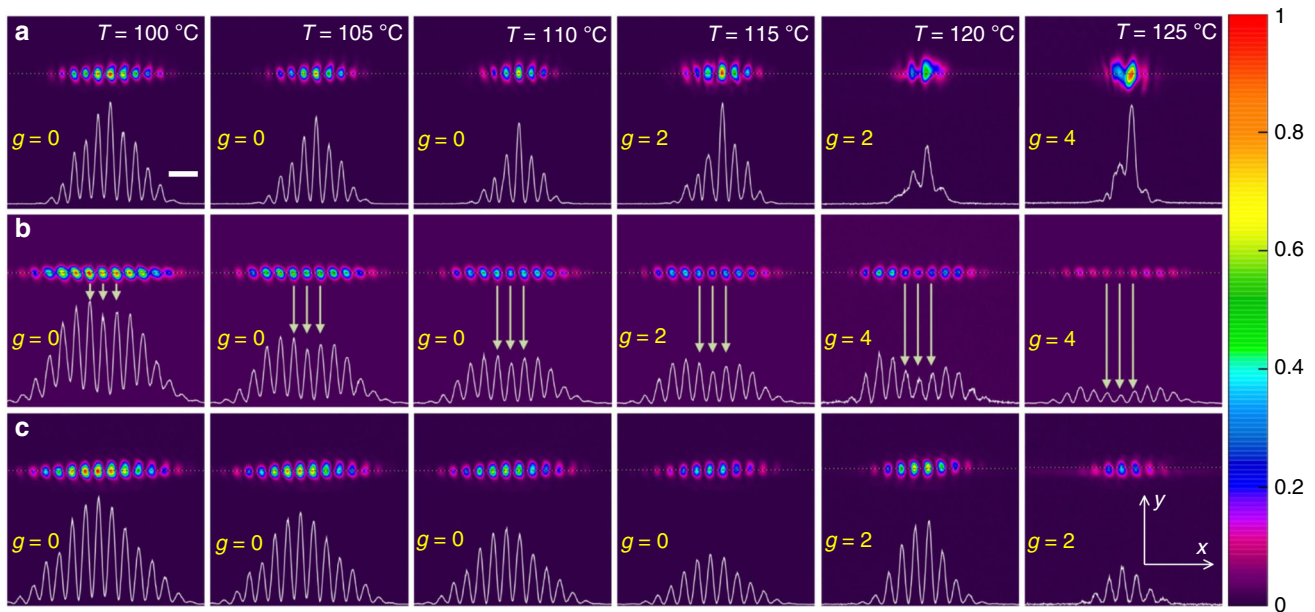 a T = 100 °C T = 105 °C T = 110 °C T = 115 °C T = 120 °C T = 125 °C
g = 0 g = 0 g = 0 g = 2 g = 2 g = 4
b
g = 0 g = 0 g = 0 g = 2 g = 4 g = 4
c
g = 0 g = 0 g = 0 g = 0 g = 2 g = 2
y
x
1
0.8
0.6
0.4
0.2
0